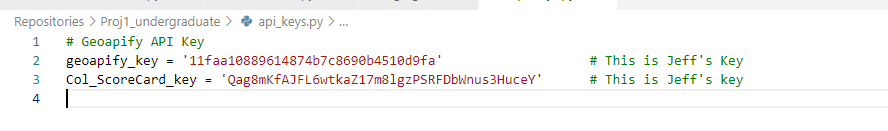 Repositories > Proj1_undergraduate > api_keys.py > ...
1 # Geoapify API Key
2 geoapify_key = '11faa10889614874b7c8690b4510d9fa' # This is Jeff's Key
3 Col_ScoreCard_key = 'Qag8mKfAJFL6wtkaZ17m8lgzPSRFDbWnus3HuceY' # This is Jeff's key
4